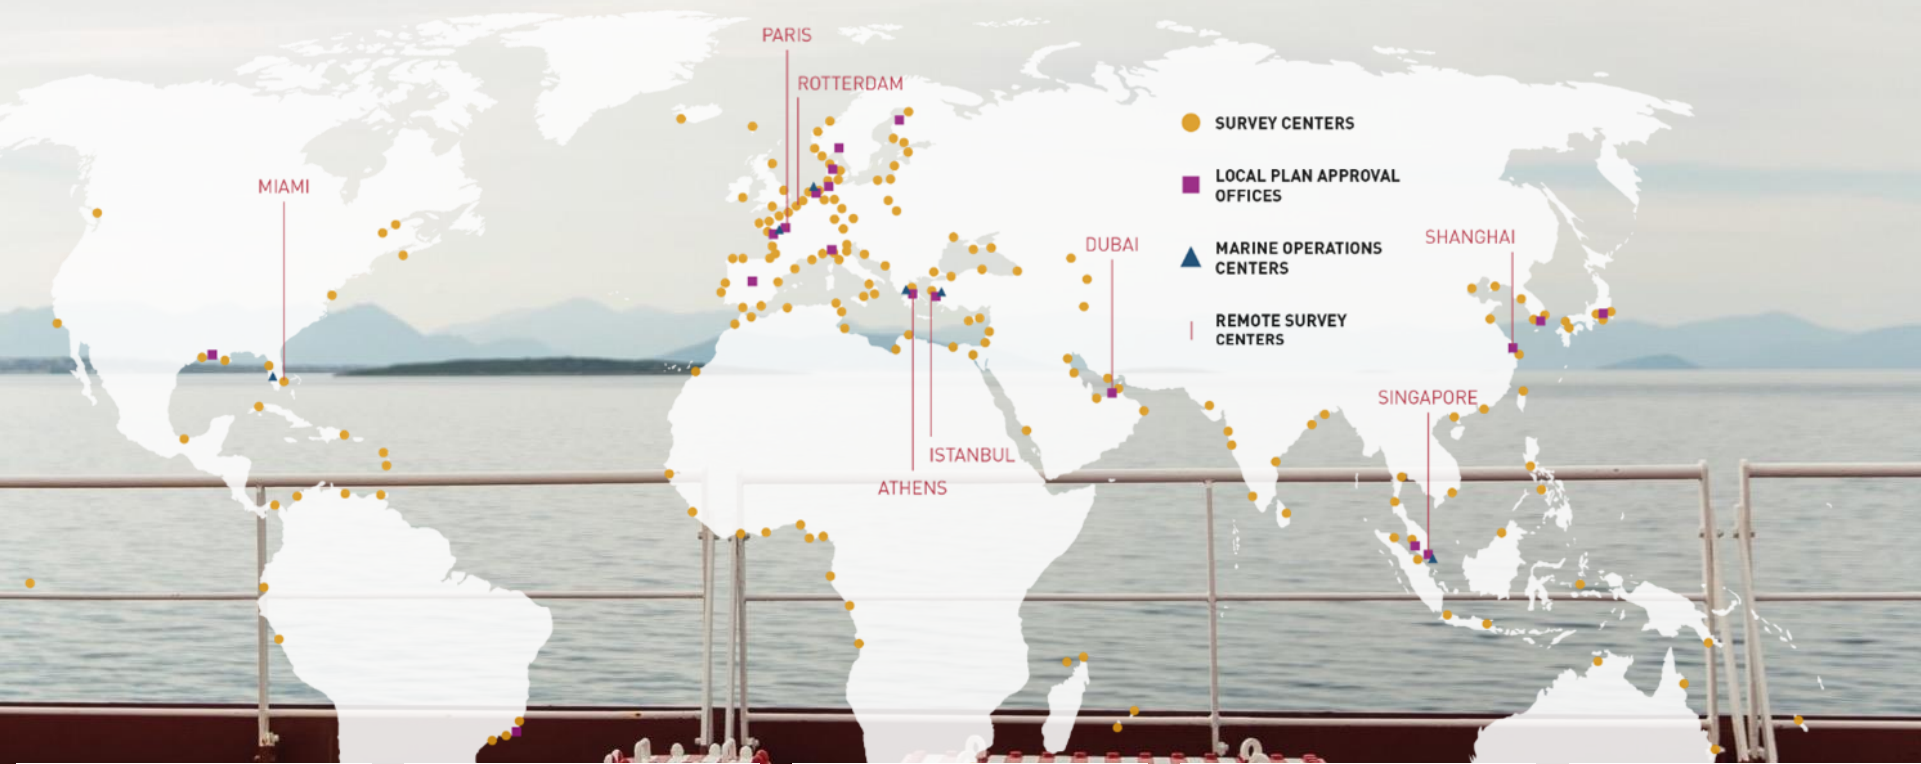 PARIS
ROTTERDAM
MIAMI
SURVEY CENTERS
LOCAL PLAN APPROVAL
OFFICES
MARINE OPERATIONS
CENTERS
REMOTE SURVEY
CENTERS
DUBAI
SHANGHAI
SINGAPORE
ISTANBUL
ATHENS